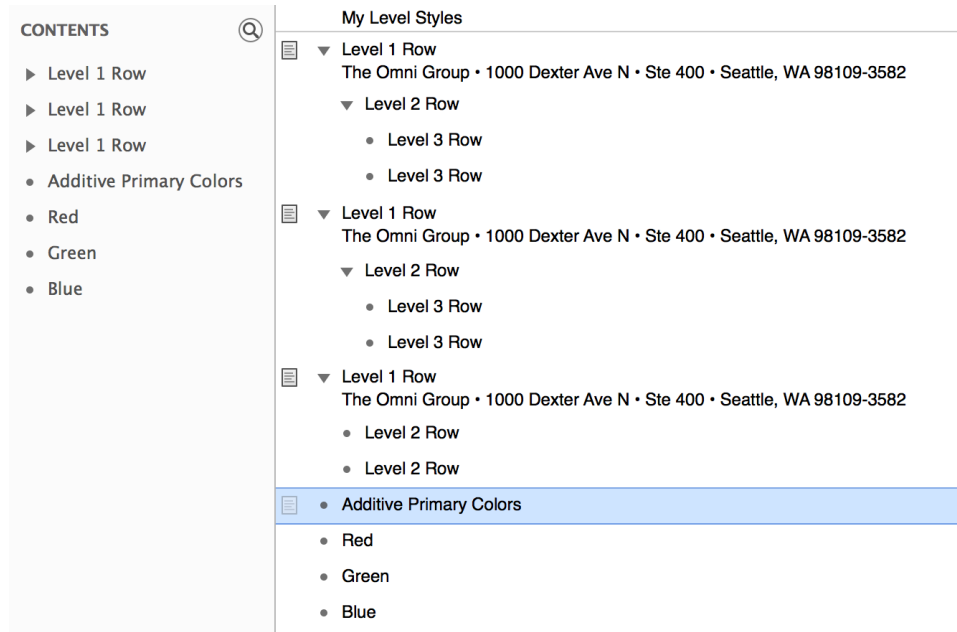 CONTENTS
Level 1 Row
Level 1 Row
Level 1 Row
Additive Primary Colors
Red
Green
Blue
My Level Styles
Level 1 Row
The Omni Group • 1000 Dexter Ave N • Ste 400 • Seattle, WA 98109-3582
Level 2 Row
Level 3 Row
Level 3 Row
Level 1 Row
The Omni Group • 1000 Dexter Ave N • Ste 400 • Seattle, WA 98109-3582
Level 2 Row
Level 3 Row
Level 3 Row
Level 1 Row
The Omni Group • 1000 Dexter Ave N • Ste 400 • Seattle, WA 98109-3582
Level 2 Row
Level 2 Row
Additive Primary Colors
Red
Green
Blue